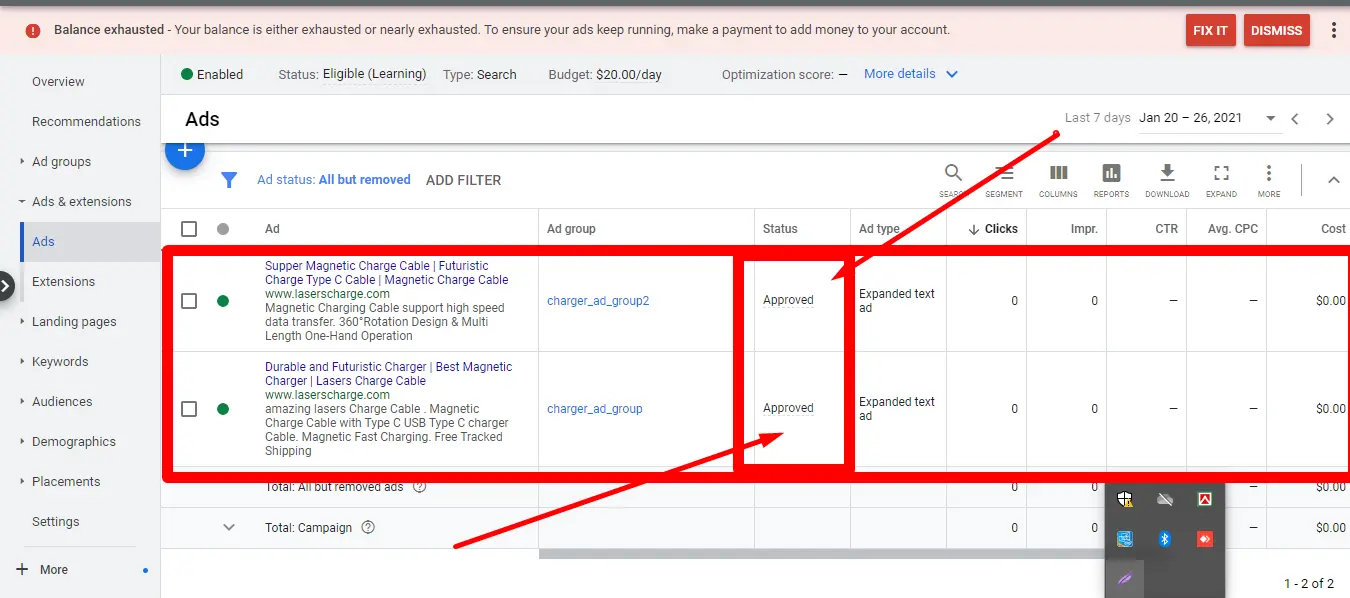 Balance exhausted - Your balance is either exhausted or nearly exhausted. To ensure your ads keep running, make a payment to add money to your account.
FIX IT
DISMISS
Overview
Recommendations
Ad groups
Ads & extensions
Ads
Extensions
Landing pages
Keywords
Audiences
Demographics
Placements
Settings
+ More
Enabled
Status: Eligible (Learning)
Type: Search
Budget: $20.00/day
Optimization score: –
More details
Ads
Last 7 days
Jan 20 – 26, 2021
Ad status: All but removed
ADD FILTER
SEARCH
SEGMENT
COLUMNS
REPORTS
DOWNLOAD
EXPAND
MORE
Ad
Ad group
Status
Ad type
Clicks
Impr.
CTR
Avg. CPC
Cost
Supper Magnetic Charge Cable | Futuristic
Charge Type C Cable | Magnetic Charge Cable
www.laserscharge.com
Magnetic Charging Cable support high speed
data transfer. 360°Rotation Design & Multi
Length One-Hand Operation
charger_ad_group2
Approved
Expanded text
ad
0
0
–
–
$0.00
Durable and Futuristic Charger | Best Magnetic
Charger | Lasers Charge Cable
www.laserscharge.com
amazing lasers Charge Cable . Magnetic
Charge Cable with Type C USB Type C charger
Cable. Magnetic Fast Charging. Free Tracked
Shipping
charger_ad_group
Approved
Expanded text
ad
0
0
–
–
$0.00
Total: All but removed ads
0
0
–
$0.00
Total: Campaign
0
0
–
$0.00
1 - 2 of 2